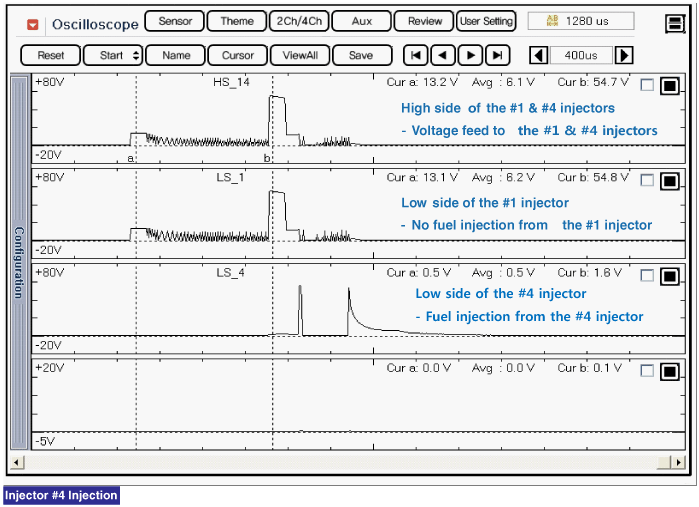 Oscilloscope Sensor Theme 2Ch/4Ch Aux Review User Setting AB 1280 us
Reset Start Name Cursor ViewAll Save 400us
+80V HS_14 Cur a: 13.2 V Avg : 6.1 V Cur b: 54.7 V
High side of the #1 & #4 injectors
- Voltage feed to the #1 & #4 injectors
-20V a b
+80V LS_1 Cur a: 13.1 V Avg : 6.2 V Cur b: 54.8 V
Low side of the #1 injector
- No fuel injection from the #1 injector
-20V
Configuration
+80V LS_4 Cur a: 0.5 V Avg : 0.5 V Cur b: 1.6 V
Low side of the #4 injector
- Fuel injection from the #4 injector
-20V
+20V Cur a: 0.0 V Avg : 0.0 V Cur b: 0.1 V
-5V
Injector #4 Injection